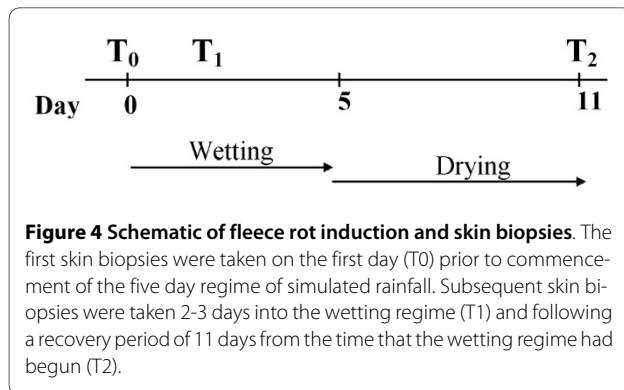 T0 T1 T2
Day 0 5 11
Wetting
Drying
Figure 4 Schematic of fleece rot induction and skin biopsies. The
first skin biopsies were taken on the first day (T0) prior to commence-
ment of the five day regime of simulated rainfall. Subsequent skin bi-
opsies were taken 2-3 days into the wetting regime (T1) and following
a recovery period of 11 days from the time that the wetting regime had
begun (T2).